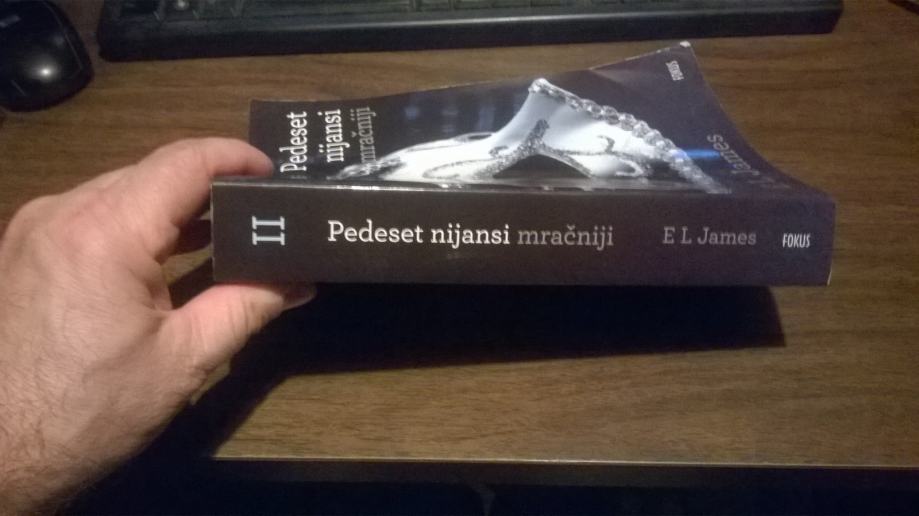 Pedeset
nijansi
mračniji
James
FOKUS
II
Pedeset nijansi mračniji
E L James
FOKUS